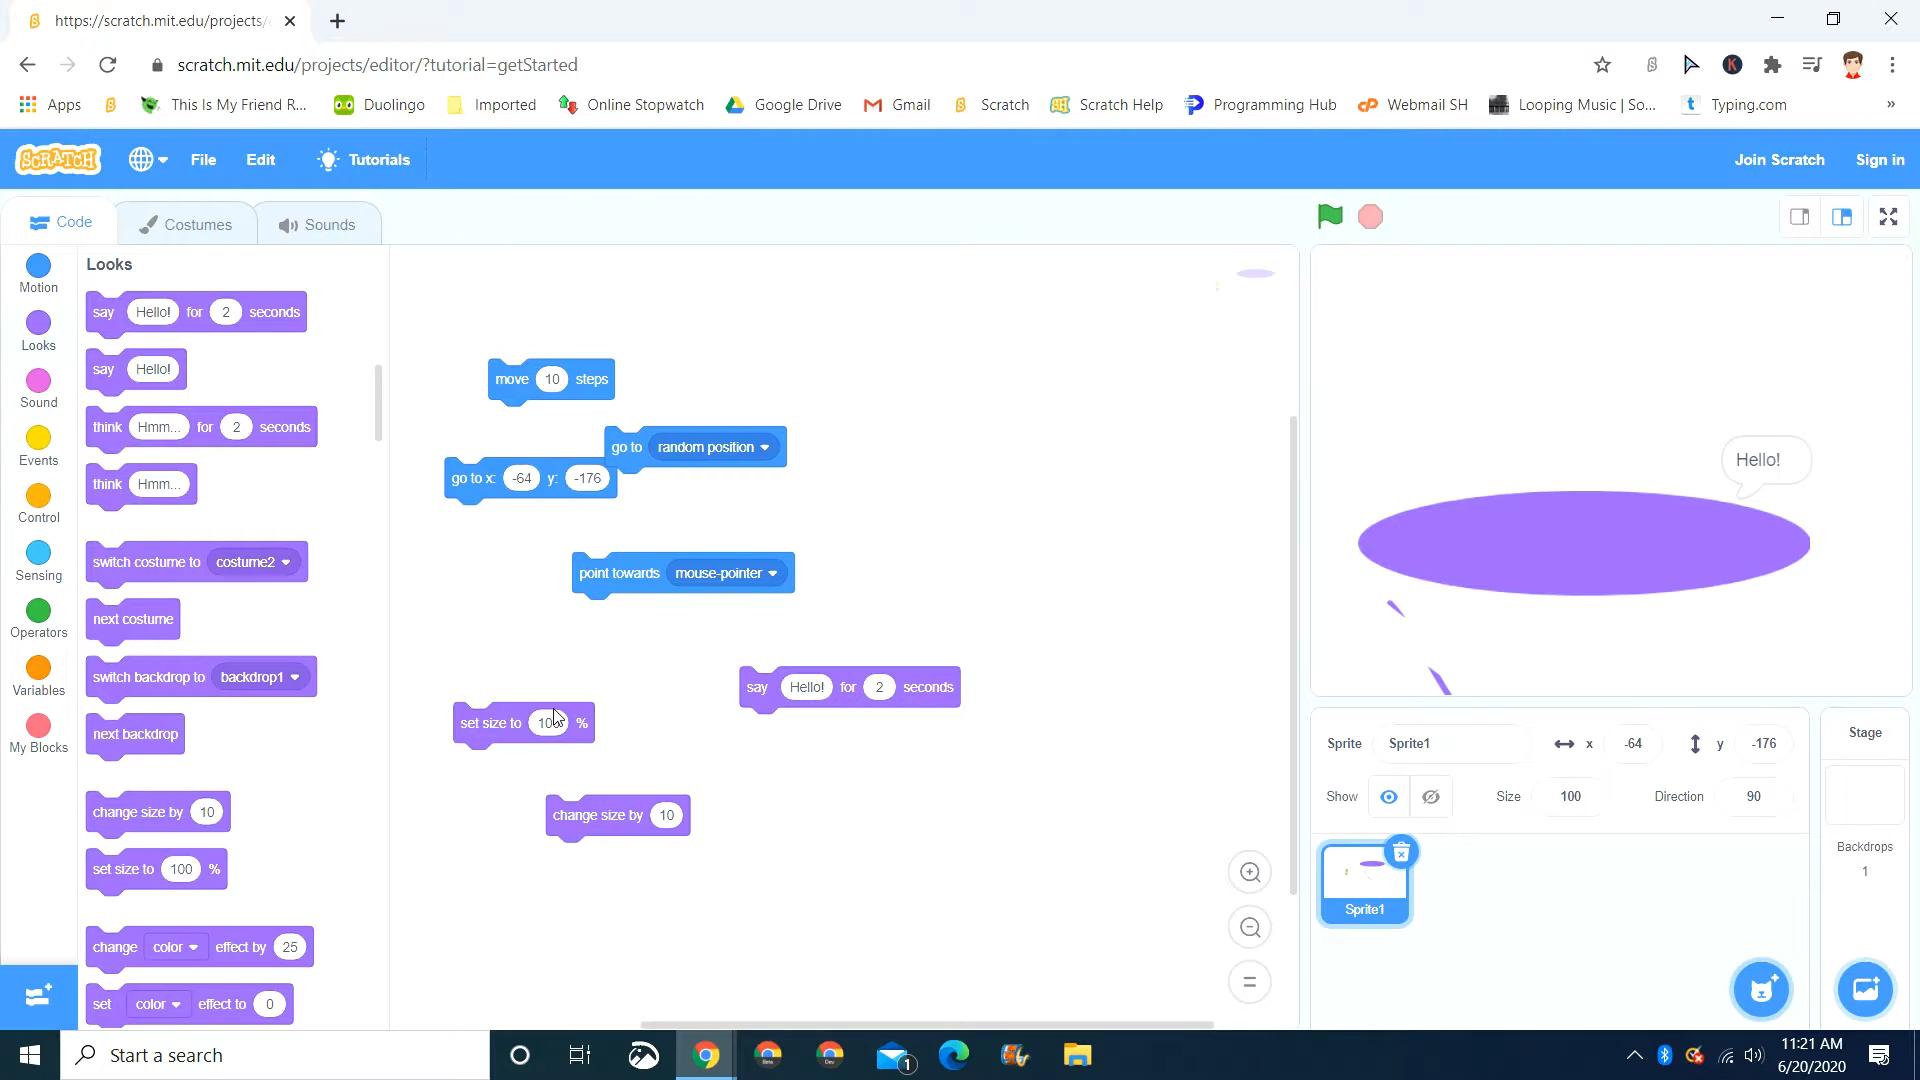 https://scratch.mit.edu/projects/
scratch.mit.edu/projects/editor/?tutorial=getStarted
Apps This Is My Friend R... Duolingo Imported Online Stopwatch Google Drive Gmail Scratch Scratch Help Programming Hub Webmail SH Looping Music | So... Typing.com »
SCRATCH File Edit Tutorials Join Scratch Sign in
Code Costumes Sounds
Motion
Looks
Sound
Events
Control
Sensing
Operators
Variables
My Blocks
Looks
say Hello! for 2 seconds
say Hello!
think Hmm... for 2 seconds
think Hmm...
switch costume to costume2
next costume
switch backdrop to backdrop1
next backdrop
change size by 10
set size to 100 %
change color effect by 25
set color effect to 0
move 10 steps
go to random position
go to x: -64 y: -176
point towards mouse-pointer
say Hello! for 2 seconds
set size to %
change size by 10
Hello!
Sprite Sprite1 x -64 y -176
Show Size 100 Direction 90
Sprite1
Stage
Backdrops
1
Start a search
1
11:21 AM
6/20/2020